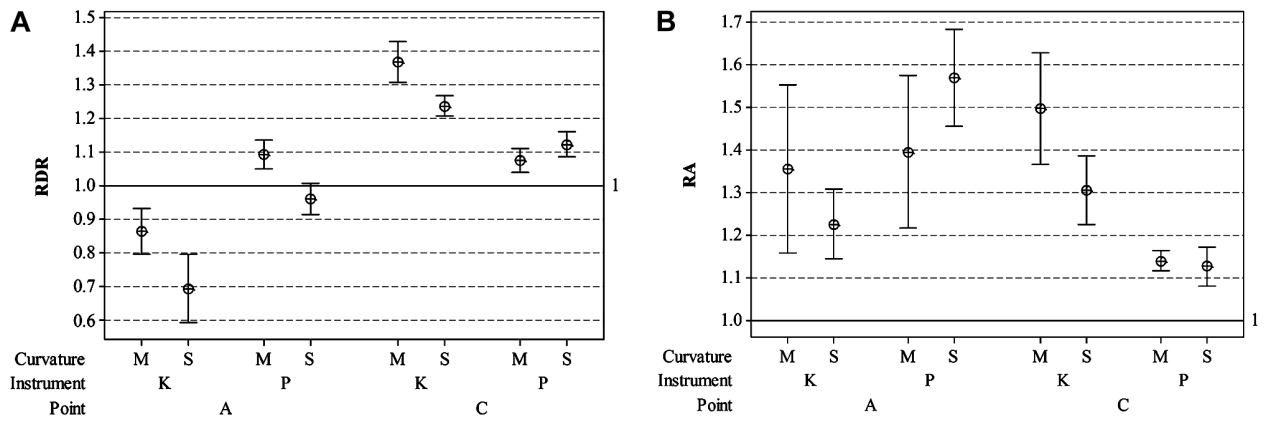 A
RDR
1.5
1.4
1.3
1.2
1.1
1.0
0.9
0.8
0.7
0.6
1
Curvature M S M S M S M S
Instrument K P K P
Point A C
B
RA
1.7
1.6
1.5
1.4
1.3
1.2
1.1
1.0
1
Curvature M S M S M S M S
Instrument K P K P
Point A C